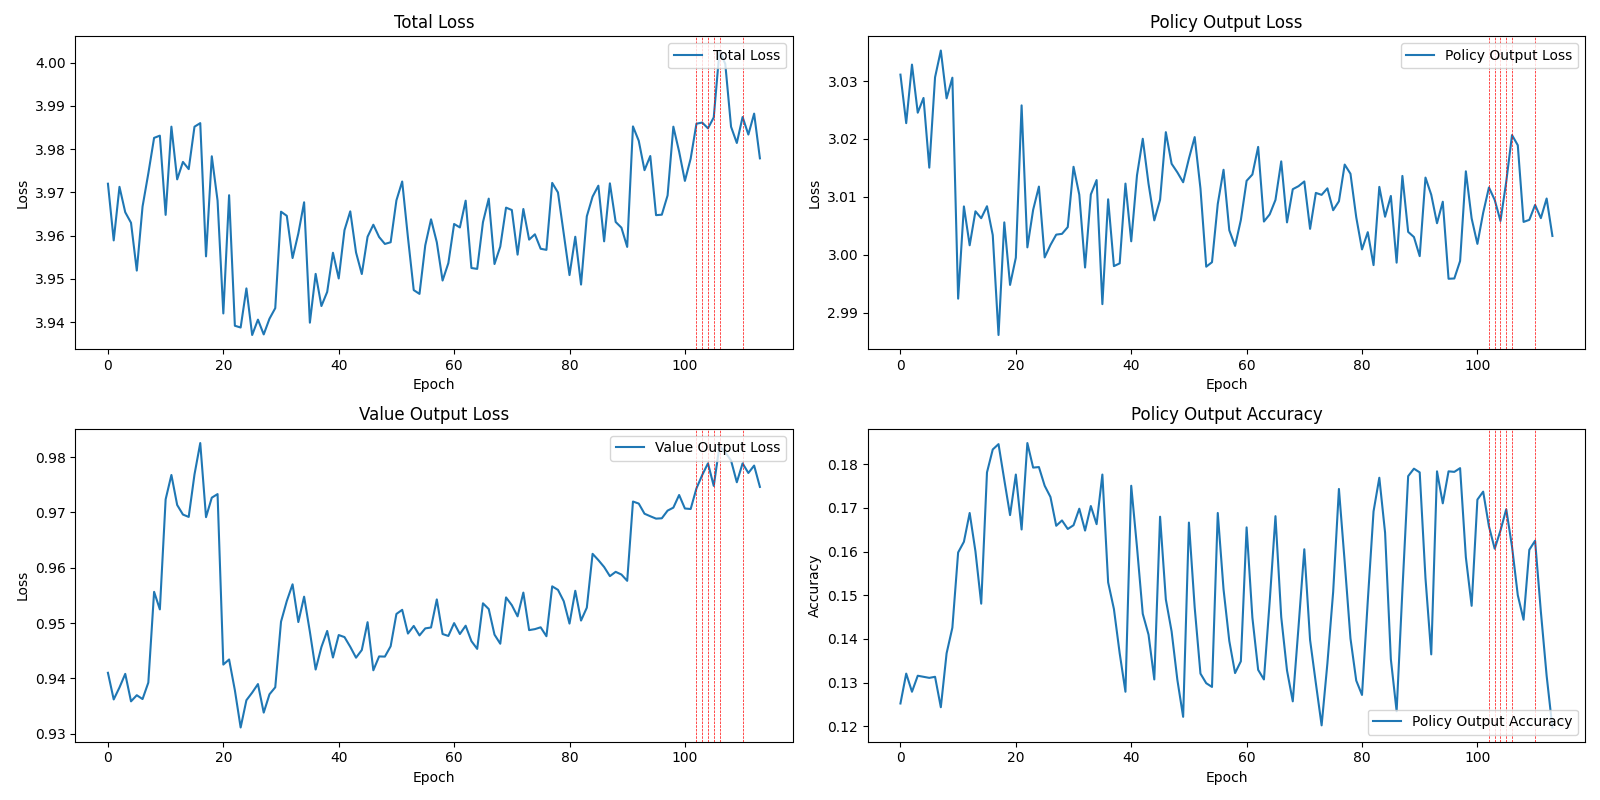 Total Loss
Total Loss
4.00
3.99
3.98
3.97
3.96
3.95
3.94
Loss
0 20 40 60 80 100
Epoch
Policy Output Loss
Policy Output Loss
3.03
3.02
3.01
3.00
2.99
Loss
0 20 40 60 80 100
Epoch
Value Output Loss
Value Output Loss
0.98
0.97
0.96
0.95
0.94
0.93
Loss
0 20 40 60 80 100
Epoch
Policy Output Accuracy
0.18
0.17
0.16
0.15
0.14
0.13
0.12
Accuracy
Policy Output Accuracy
0 20 40 60 80 100
Epoch